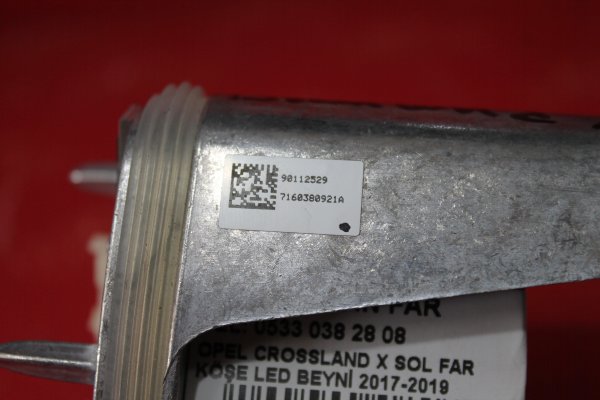 90112529
7160380921A
FAR
0533 038 28 08
OPEL CROSSLAND X SOL FAR
KÖŞE LED BEYNİ 2017-2019